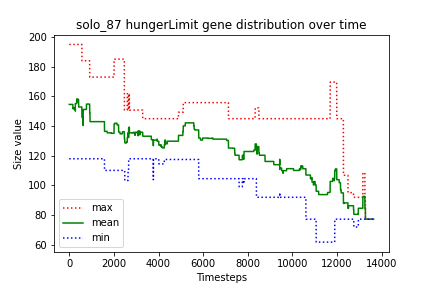 solo_87 hungerLimit gene distribution over time
200
180
160
140
120
100
80
60
Size value
max
mean
min
0 2000 4000 6000 8000 10000 12000 14000
Timesteps